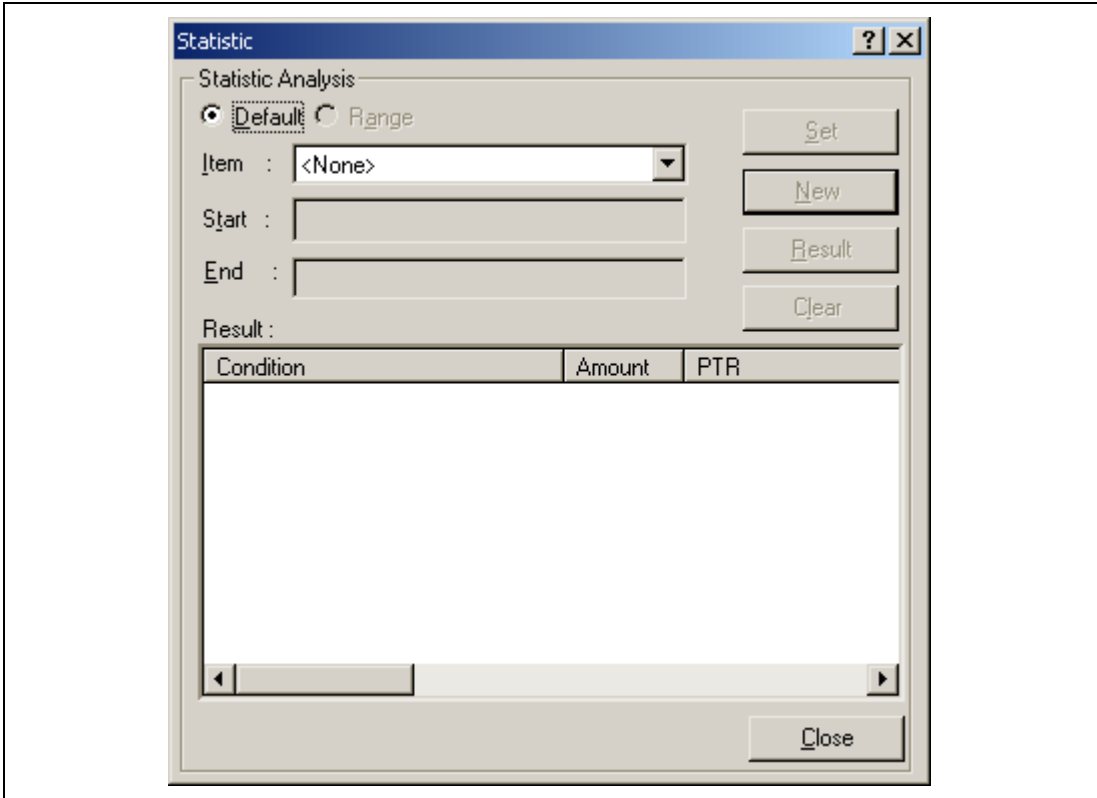 Statistic
Statistic Analysis
Default Range
Set
Item : <None>
New
Start :
Result
End :
Clear
Result :
Condition Amount PTR
Close